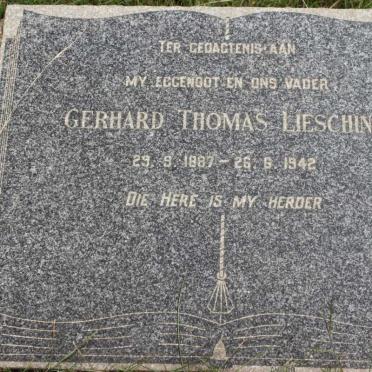 TER GEDAGTENIS AAN
MY EGGENOOT EN ONS VADER
GERHARD THOMAS LIESCHIN
29.9.1887 – 26.6.1942
DIE HERE IS MY HERDER